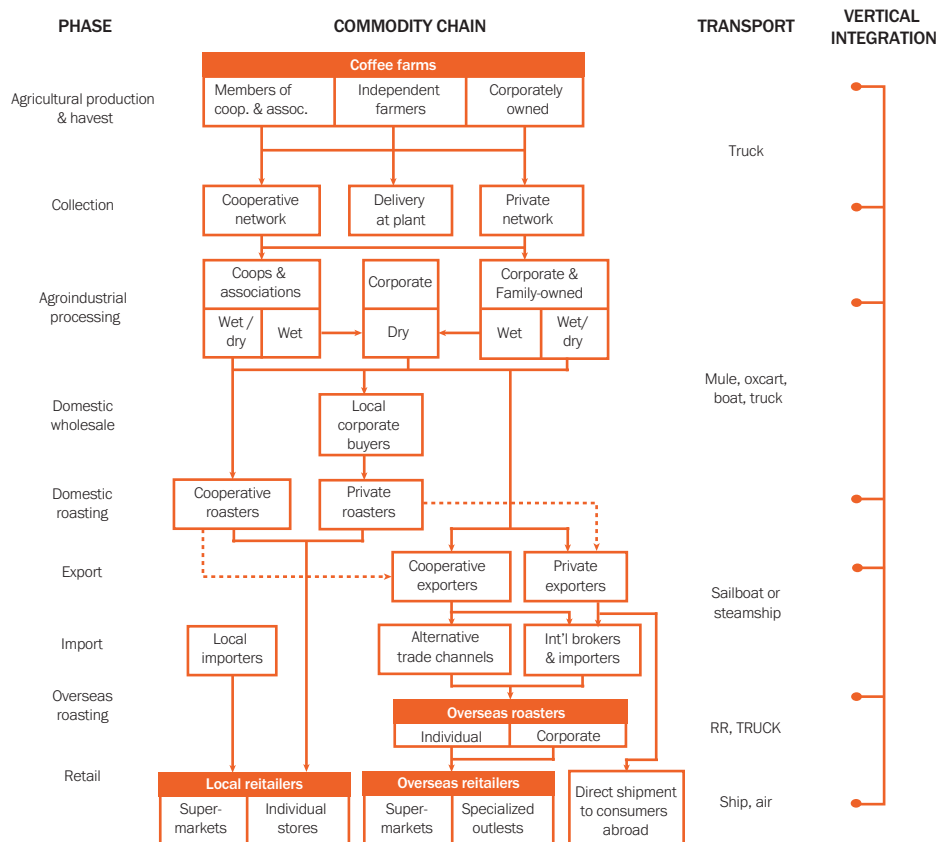 PHASE
COMMODITY CHAIN
TRANSPORT
VERTICAL
INTEGRATION
Coffee farms
Agricultural production
& havest
Members of
coop. & assoc.
Independent
farmers
Corporately
owned
Truck
Collection
Cooperative
network
Delivery
at plant
Private
network
Agroindustrial
processing
Coops &
associations
Corporate
Corporate &
Family-owned
Wet /
dry
Wet
Dry
Wet
Wet/
dry
Mule, oxcart,
boat, truck
Domestic
wholesale
Local
corporate
buyers
Domestic
roasting
Cooperative
roasters
Private
roasters
Export
Cooperative
exporters
Private
exporters
Sailboat or
steamship
Import
Local
importers
Alternative
trade channels
Int'l brokers
& importers
Overseas
roasting
Overseas roasters
Individual
Corporate
RR, TRUCK
Retail
Local reitailers
Super-
markets
Individual
stores
Overseas reitailers
Super-
markets
Specialized
outlests
Direct shipment
to consumers
abroad
Ship, air